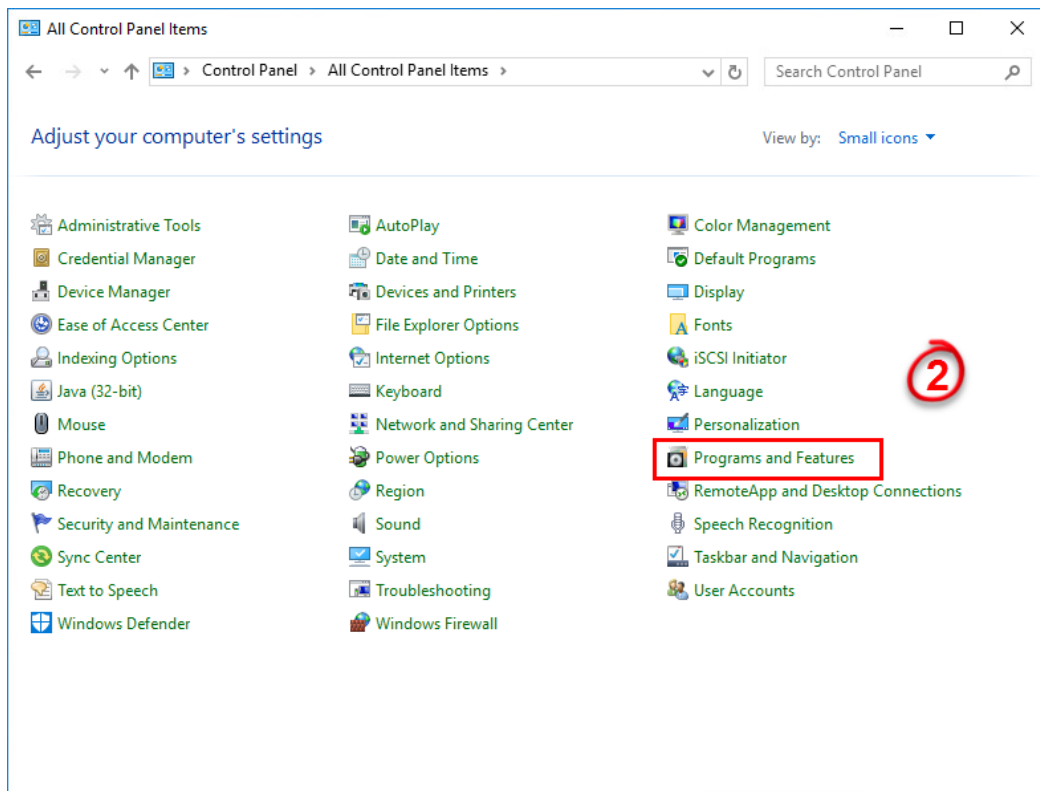 All Control Panel Items
Control Panel > All Control Panel Items >
Search Control Panel
Adjust your computer's settings
View by: Small icons
Administrative Tools
AutoPlay
Color Management
Credential Manager
Date and Time
Default Programs
Device Manager
Devices and Printers
Display
Ease of Access Center
File Explorer Options
Fonts
Indexing Options
Internet Options
iSCSI Initiator
2
Java (32-bit)
Keyboard
Language
Mouse
Network and Sharing Center
Personalization
Phone and Modem
Power Options
Programs and Features
Recovery
Region
RemoteApp and Desktop Connections
Security and Maintenance
Sound
Speech Recognition
Sync Center
System
Taskbar and Navigation
Text to Speech
Troubleshooting
User Accounts
Windows Defender
Windows Firewall